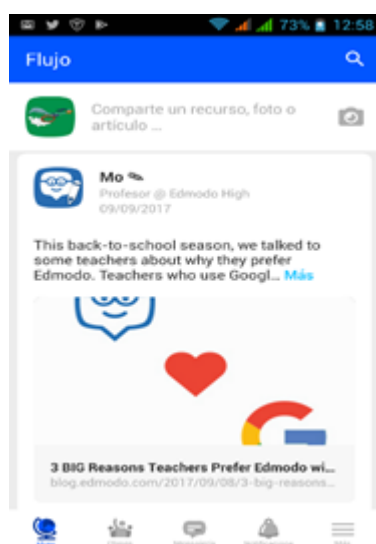 73% 12:58
Flujo
Comparte un recurso, foto o
artículo ...
Mo
Profesor @ Edmodo High
09/09/2017
This back-to-school season, we talked to
some teachers about why they prefer
Edmodo. Teachers who use Googl... Más
3 BIG Reasons Teachers Prefer Edmodo wi...
blog.edmodo.com/2017/09/08/3-big-reasons...